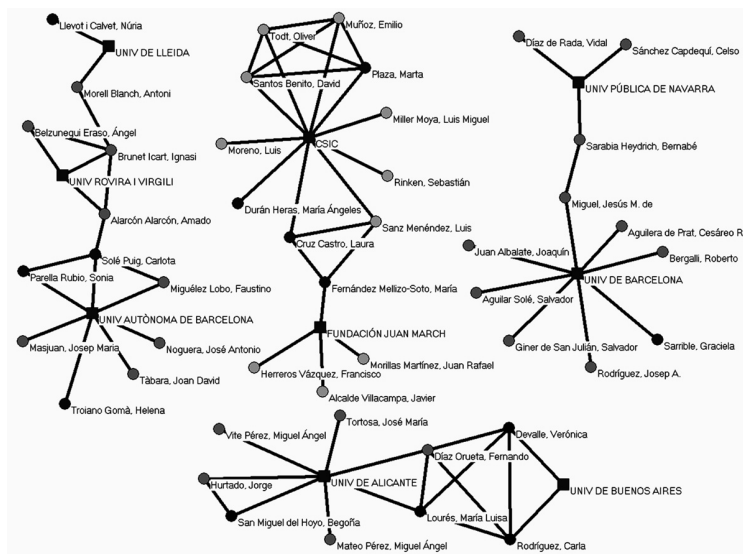 Llevot i Calvet, Núria
UNIV DE LLEIDA
Morell Blanch, Antoni
Belzunequi Eraso, Ángel
Brunet Icart, Ignasi
UNIV ROVIRA I VIRGILI
Alarcón Alarcón, Amado
Solé Puig, Carlota
Parella Rubio, Sonia
Miguélez Lobo, Faustino
UNIV AUTÒNOMA DE BARCELONA
Masjuan, Josep Maria
Noguera, José Antonio
Tàbara, Joan David
Troiano Gomà, Helena
Muñoz, Emilio
Todt, Oliver
Plaza, Marta
Santos Benito, David
Miller Moya, Luis Miguel
Moreno, Luis
CSIC
Rinken, Sebastián
Durán Heras, María Ángeles
Sanz Menéndez, Luis
Cruz Castro, Laura
Fernández Mellizo-Soto, María
FUNDACIÓN JUAN MARCH
Morillas Martínez, Juan Rafael
Herreros Vázquez, Francisco
Alcalde Villacampa, Javier
Díaz de Rada, Vidal
Sánchez Capdequí, Celso
UNIV PÚBLICA DE NAVARRA
Sarabia Heydrich, Bernabé
Miguel, Jesús M. de
Aguilera de Prat, Cesáreo R
Juan Albalate, Joaquín
Bergalli, Roberto
UNIV DE BARCELONA
Aguilar Solé, Salvador
Giner de San Julián, Salvador
Sarrible, Graciela
Rodríguez, Josep A.
Tortosa, José María
Vite Pérez, Miguel Ángel
Devalle, Verónica
Díaz Orueta, Fernando
Hurtado, Jorge
UNIV DE ALICANTE
UNIV DE BUENOS AIRES
San Miguel del Hoyo, Begoña
Lourés, María Luisa
Mateo Pérez, Miguel Ángel
Rodríguez, Carla